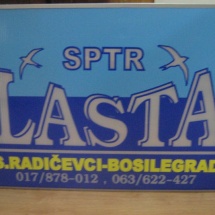 SPTR
LASTA
S.RADIČEVCI-BOSILEGRAD
017/878-012 , 063/622-427